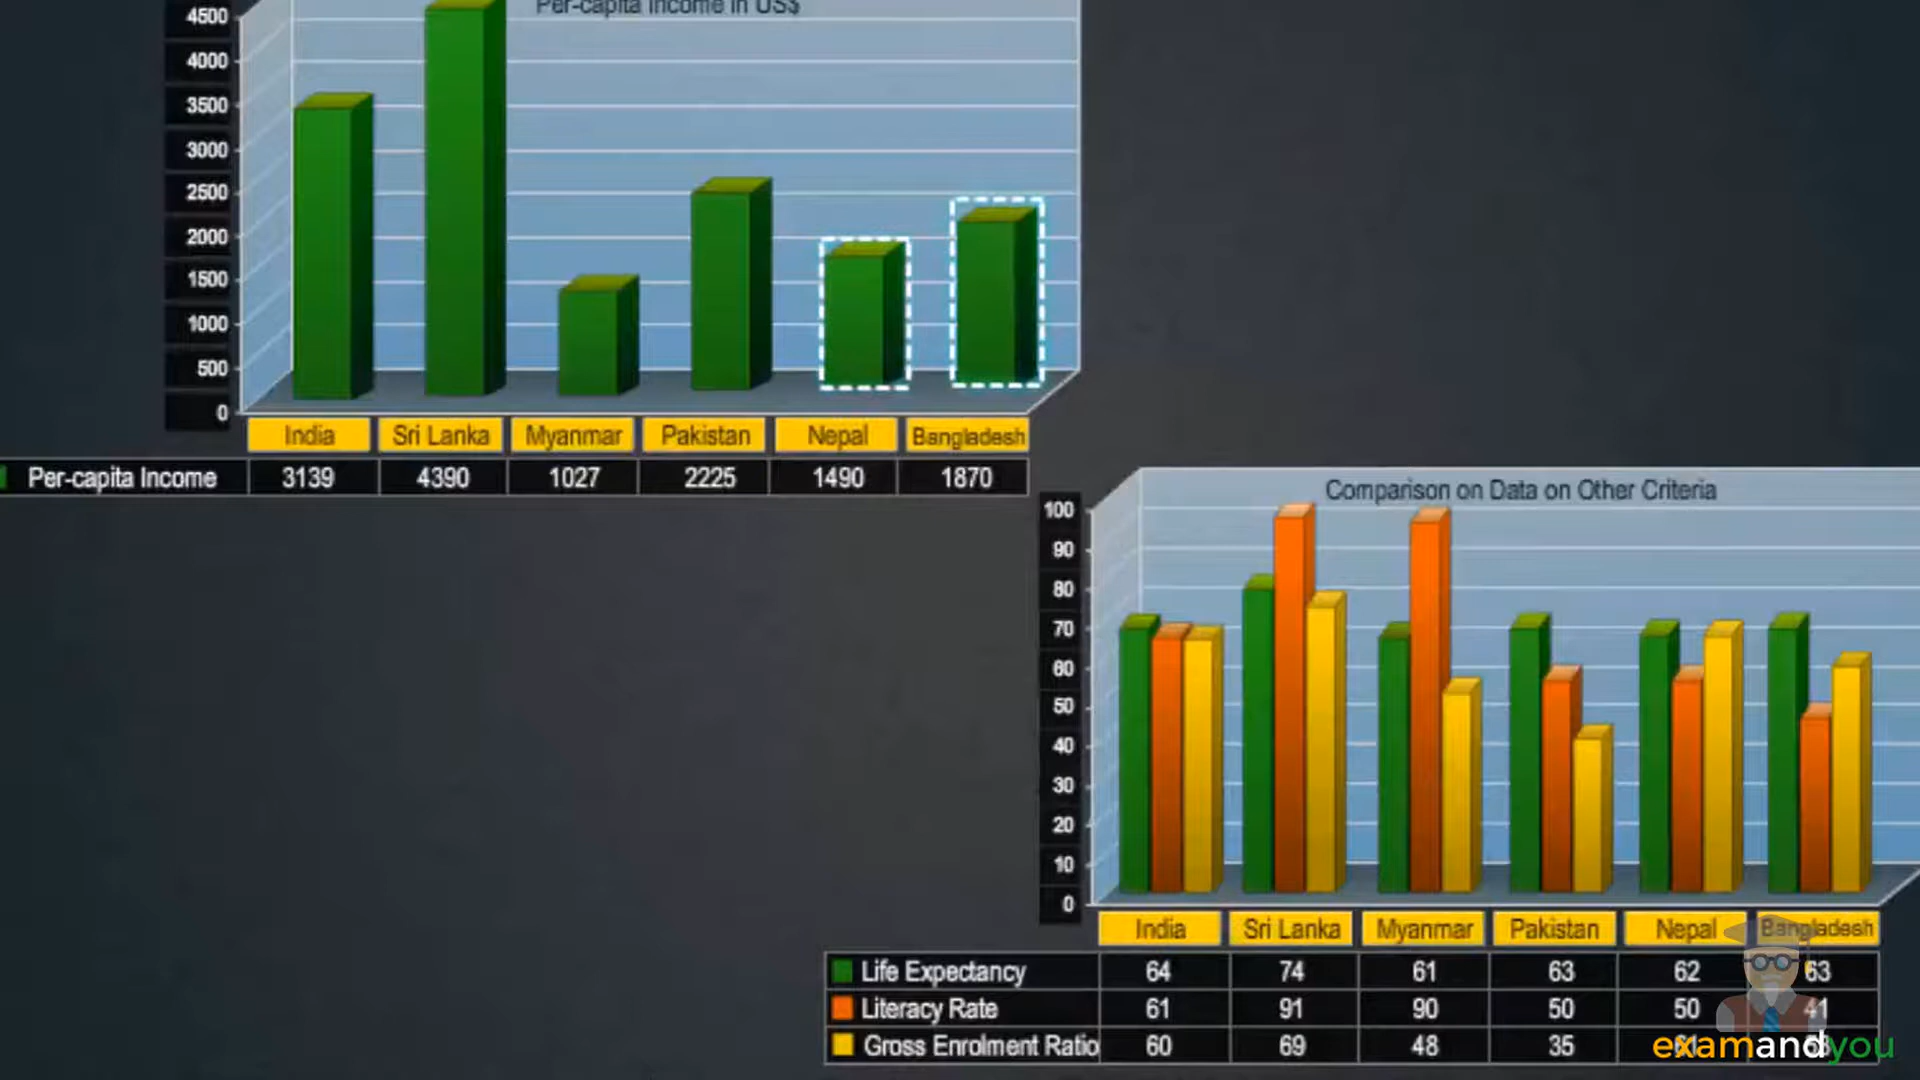 Per-capita Income in US$
4500
4000
3500
3000
2500
2000
1500
1000
500
0
India Sri Lanka Myanmar Pakistan Nepal Bangladesh
Per-capita Income 3139 4390 1027 2225 1490 1870
Comparison on Data on Other Criteria
100
90
80
70
60
50
40
30
20
10
0
India Sri Lanka Myanmar Pakistan Nepal Bangladesh
Life Expectancy 64 74 61 63 62 63
Literacy Rate 61 91 90 50 50 41
Gross Enrolment Ratio 60 69 48 35
examandyou